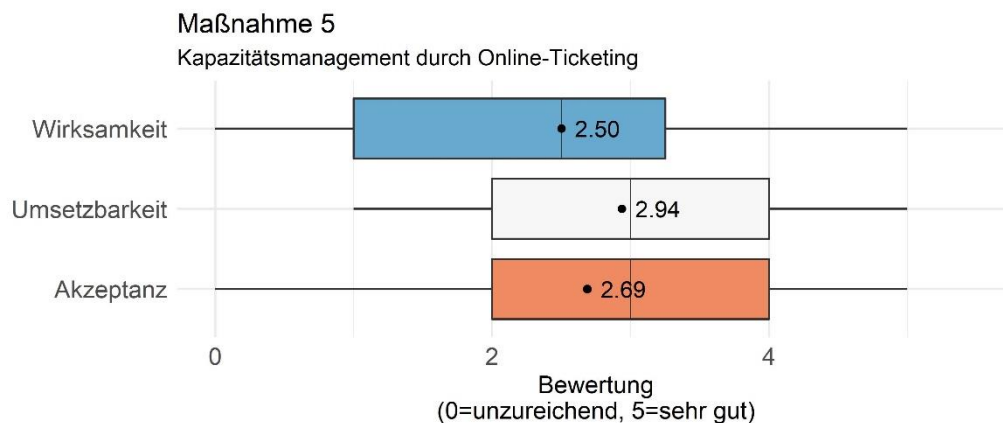 Maßnahme 5
Kapazitätsmanagement durch Online-Ticketing
Wirksamkeit
2.50
Umsetzbarkeit
2.94
Akzeptanz
2.69
0 2 4
Bewertung
(0=unzureichend, 5=sehr gut)